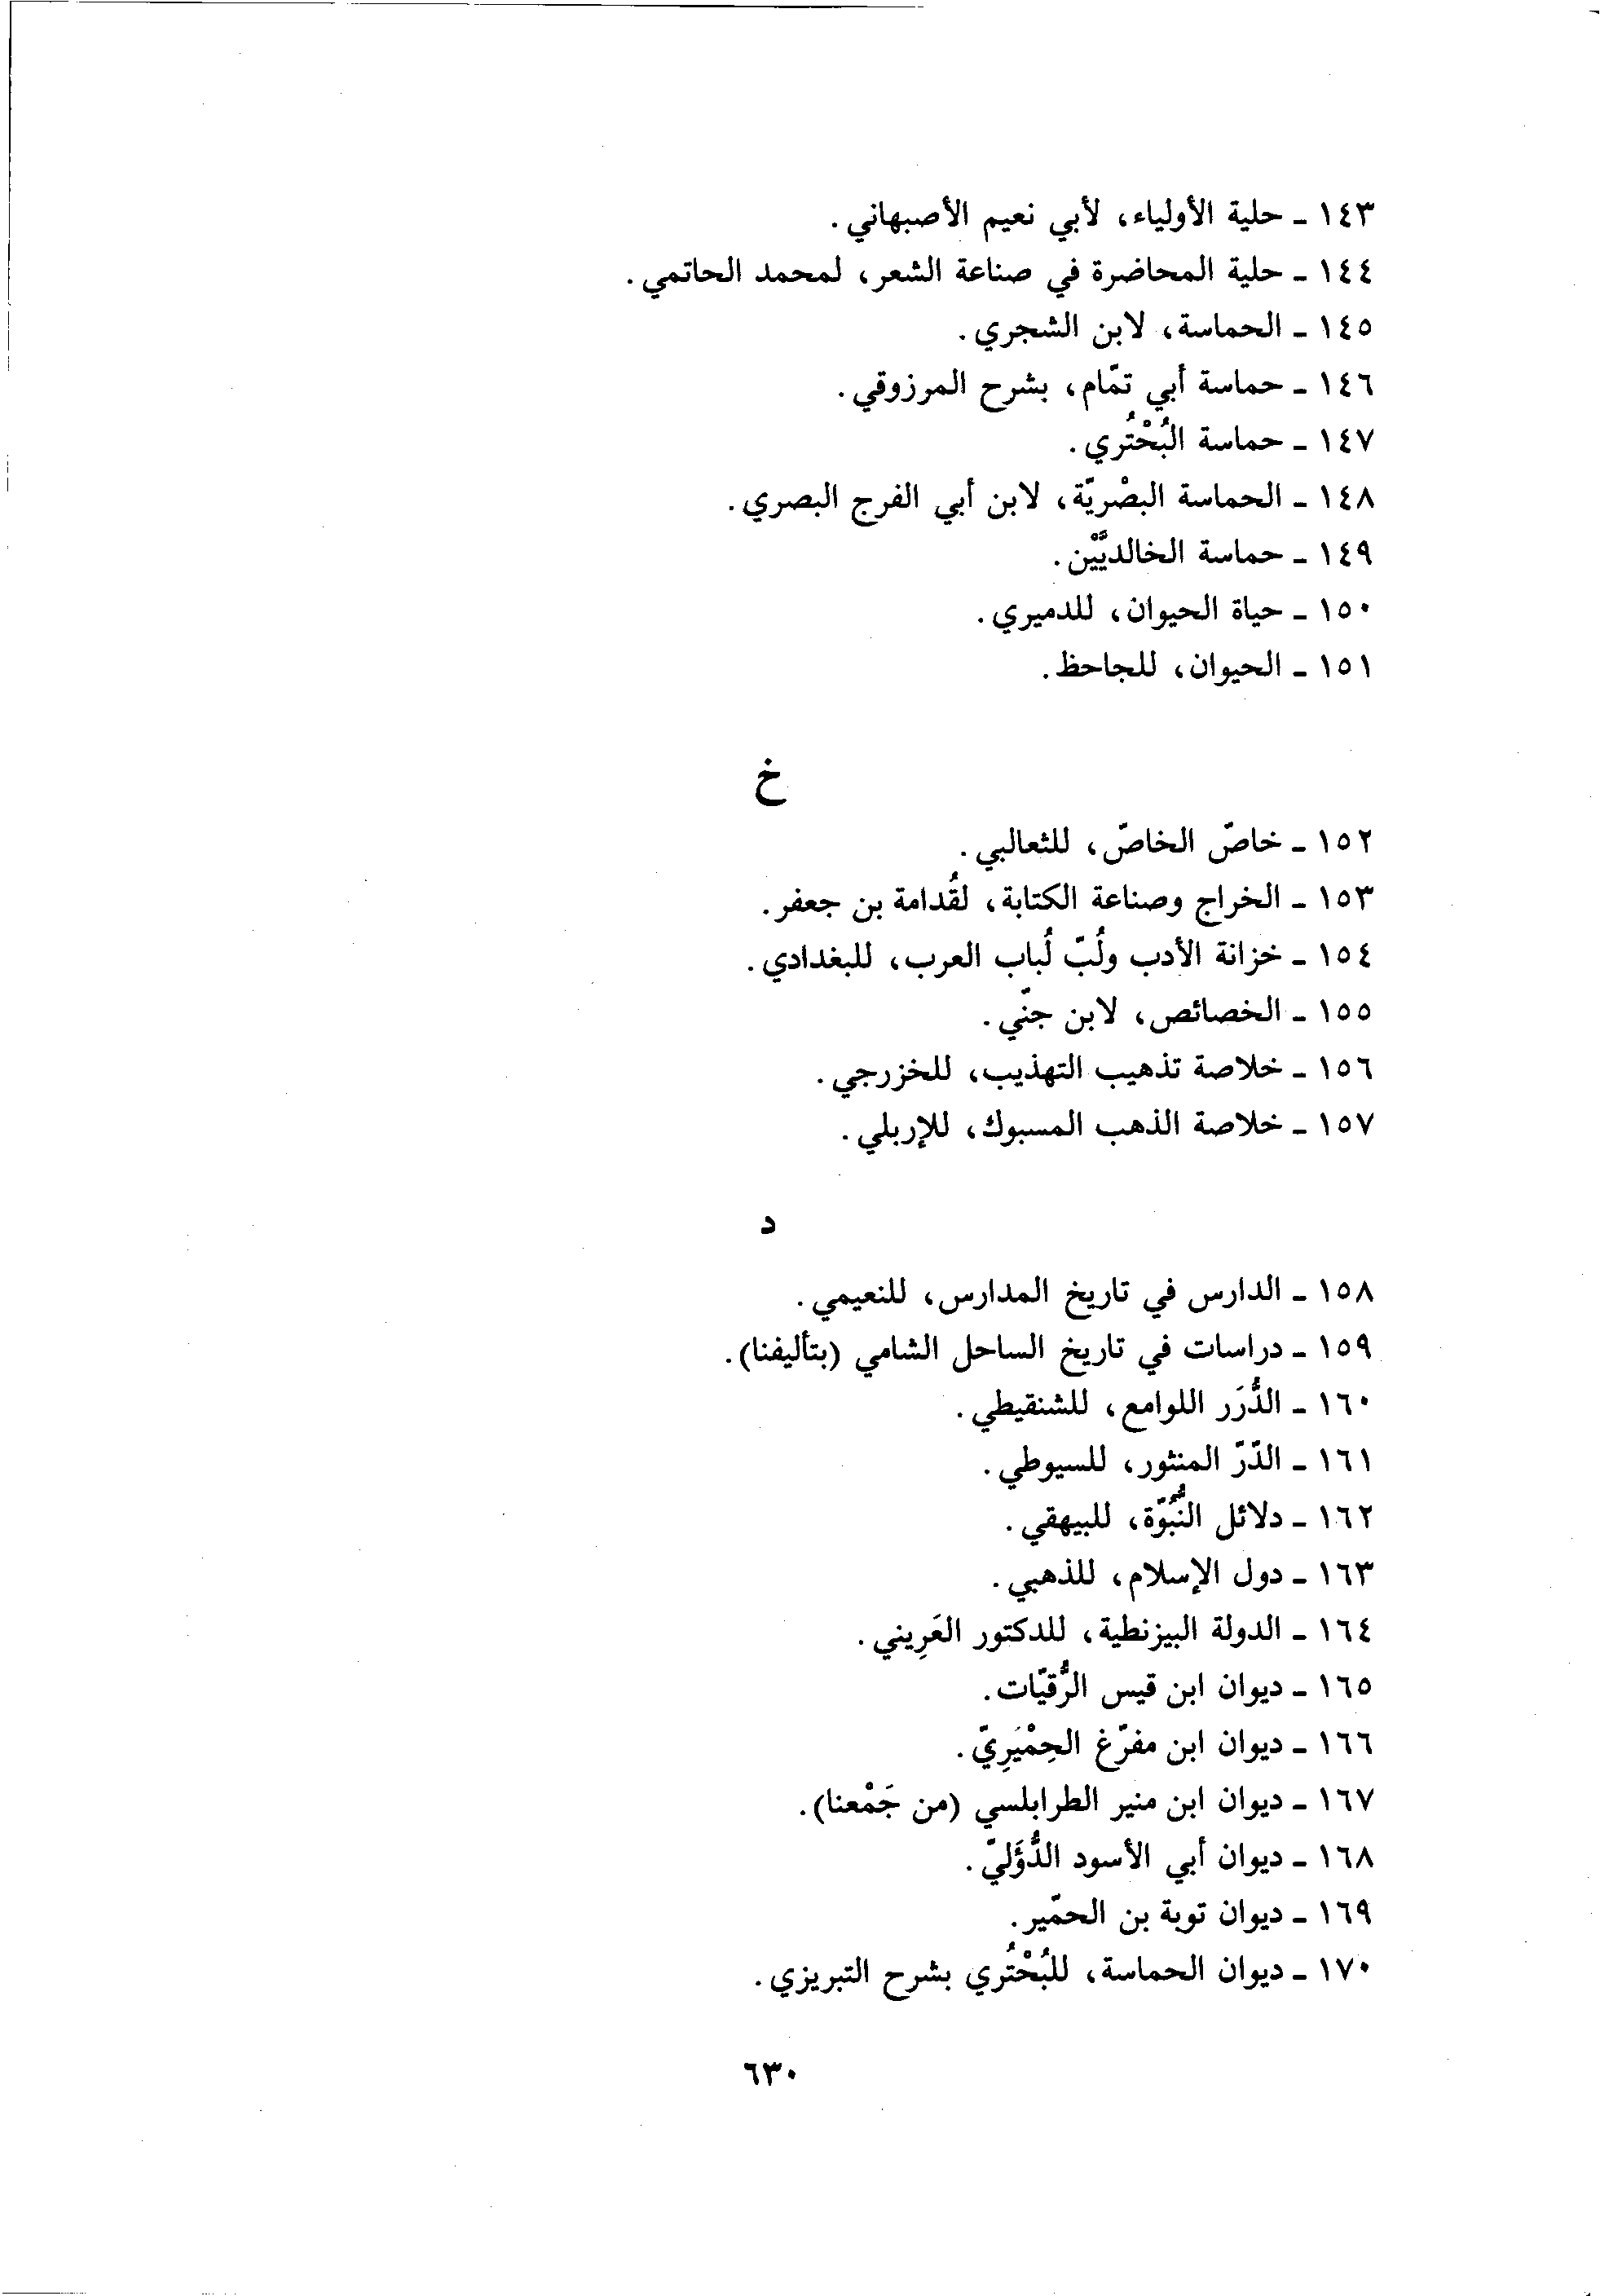 ١٤٣ - حلية الأولياء، لأبي نعيم الأصبهاني.
١٤٤ - حلية المحاضرة في صناعة الشعر، لمحمد الحاتمي.
١٤٥ - الحماسة، لابن الشجري.
١٤٦ - حماسة أبي تمّام، بشرح المرزوقي.
١٤٧ - حماسة البُحْتُري.
١٤٨ - الحماسة البصْريّة، لابن أبي الفرج البصري.
١٤٩ - حماسة الخالديَّيْن.
١٥٠ - حياة الحيوان، للدميري.
١٥١ - الحيوان، للجاحظ.
خ
١٥٢ - خاصّ الخاصّ، للثعالبي.
١٥٣ - الخراج وصناعة الكتابة، لقُدامة بن جعفر.
١٥٤ - خزانة الأدب ولُبّ لُباب العرب، للبغدادي.
١٥٥ - الخصائص، لابن جنّي.
١٥٦ - خلاصة تذهيب التهذيب، للخزرجي.
١٥٧ - خلاصة الذهب المسبوك، للإربلي.
د
١٥٨ - الدارس في تاريخ المدارس، للنعيمي.
١٥٩ - دراسات في تاريخ الساحل الشامي (بتأليفنا).
١٦٠ - الدُّرَر اللوامع، للشنقيطي.
١٦١ - الدّرّ المنثور، للسيوطي.
١٦٢ - دلائل النُّبُوّة، للبيهقي.
١٦٣ - دول الإسلام، للذهبي.
١٦٤ - الدولة البيزنطية، للدكتور العَرِيني.
١٦٥ - ديوان ابن قيس الرُّقيّات.
١٦٦ - ديوان ابن مفرّغ الحِمْيَرِيّ.
١٦٧ - ديوان ابن منير الطرابلسي (من جَمْعنا).
١٦٨ - ديوان أبي الأسود الدُّؤَليّ.
١٦٩ - ديوان توبة بن الحمّير.
١٧٠ - ديوان الحماسة، للبُحْتُري بشرح التبريزي.
٦٣٠